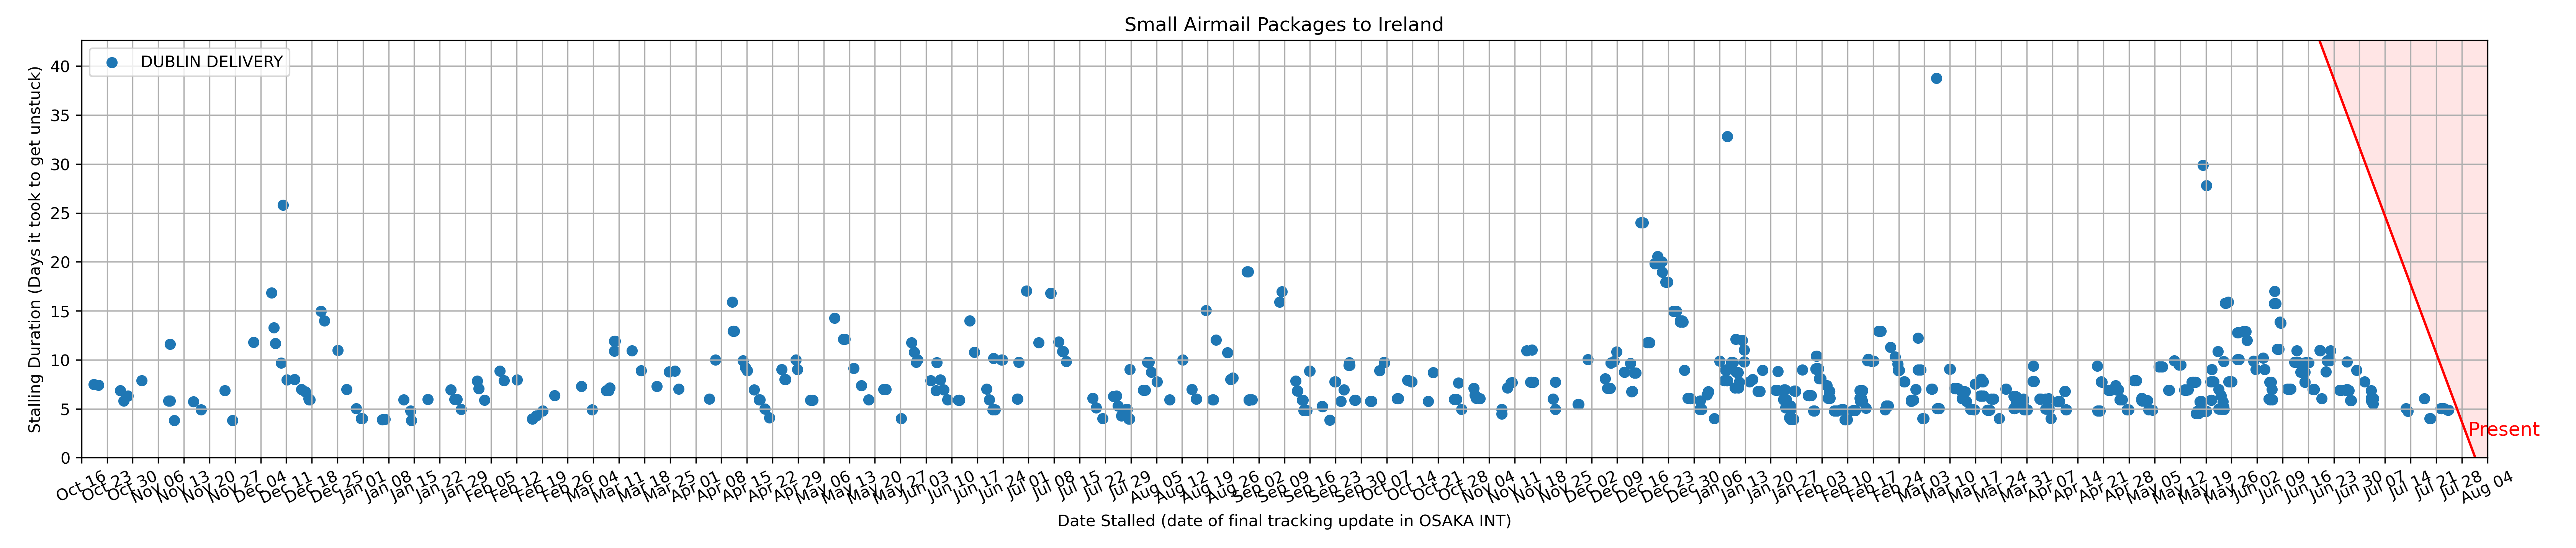 Small Airmail Packages to Ireland
DUBLIN DELIVERY
Stalling Duration (Days it took to get unstuck)
40
35
30
25
20
15
10
5
0
Present
Oct 16
Oct 23
Oct 30
Nov 06
Nov 13
Nov 20
Nov 27
Dec 04
Dec 11
Dec 18
Dec 25
Jan 01
Jan 08
Jan 15
Jan 22
Jan 29
Feb 05
Feb 12
Feb 19
Feb 26
Mar 04
Mar 11
Mar 18
Mar 25
Apr 01
Apr 08
Apr 15
Apr 22
Apr 29
May 06
May 13
May 20
May 27
Jun 03
Jun 10
Jun 17
Jun 24
Jul 01
Jul 08
Jul 15
Jul 22
Jul 29
Aug 05
Aug 12
Aug 19
Aug 26
Sep 02
Sep 09
Sep 16
Sep 23
Sep 30
Oct 07
Oct 14
Oct 21
Oct 28
Nov 04
Nov 11
Nov 18
Nov 25
Dec 02
Dec 09
Dec 16
Dec 23
Dec 30
Jan 06
Jan 13
Jan 20
Jan 27
Feb 03
Feb 10
Feb 17
Feb 24
Mar 03
Mar 10
Mar 17
Mar 24
Mar 31
Apr 07
Apr 14
Apr 21
Apr 28
May 05
May 12
May 19
May 26
Jun 02
Jun 09
Jun 16
Jun 23
Jun 30
Jul 07
Jul 14
Jul 21
Jul 28
Aug 04
Date Stalled (date of final tracking update in OSAKA INT)